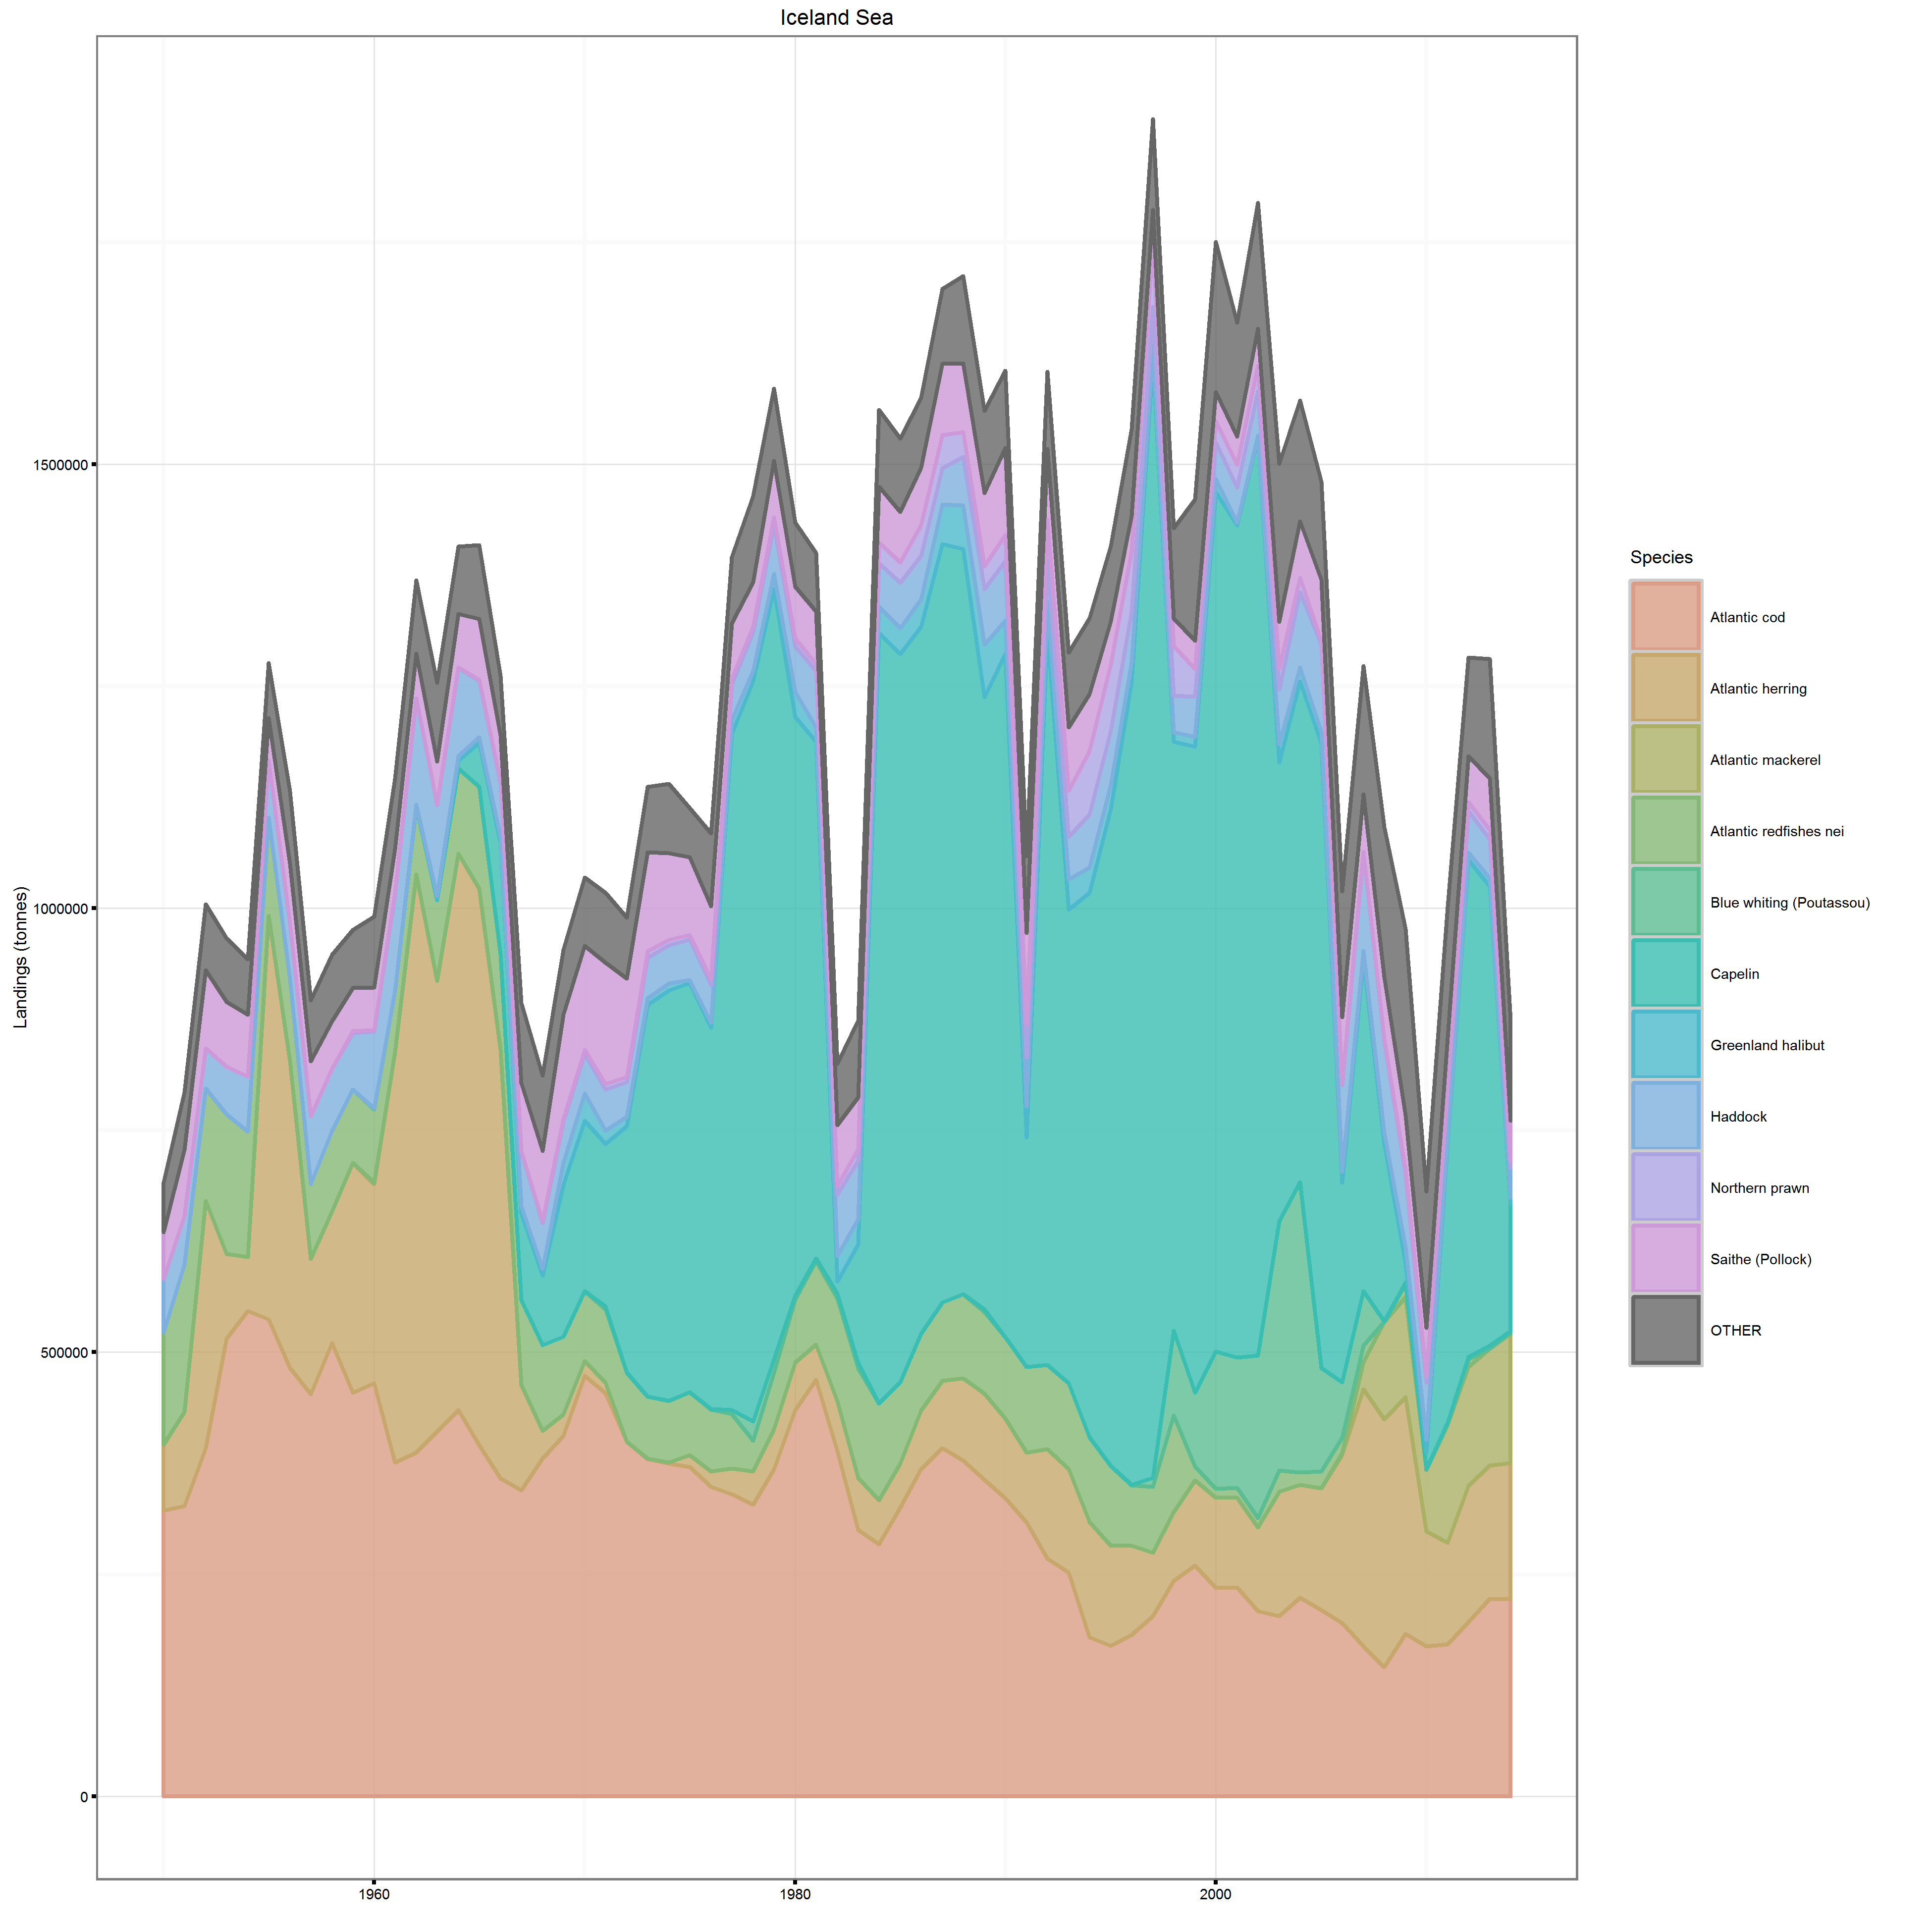 Iceland Sea
Landings (tonnes)
1500000
1000000
500000
0
1960
1980
2000
Species
Atlantic cod
Atlantic herring
Atlantic mackerel
Atlantic redfishes nei
Blue whiting (Poutassou)
Capelin
Greenland halibut
Haddock
Northern prawn
Saithe (Pollock)
OTHER